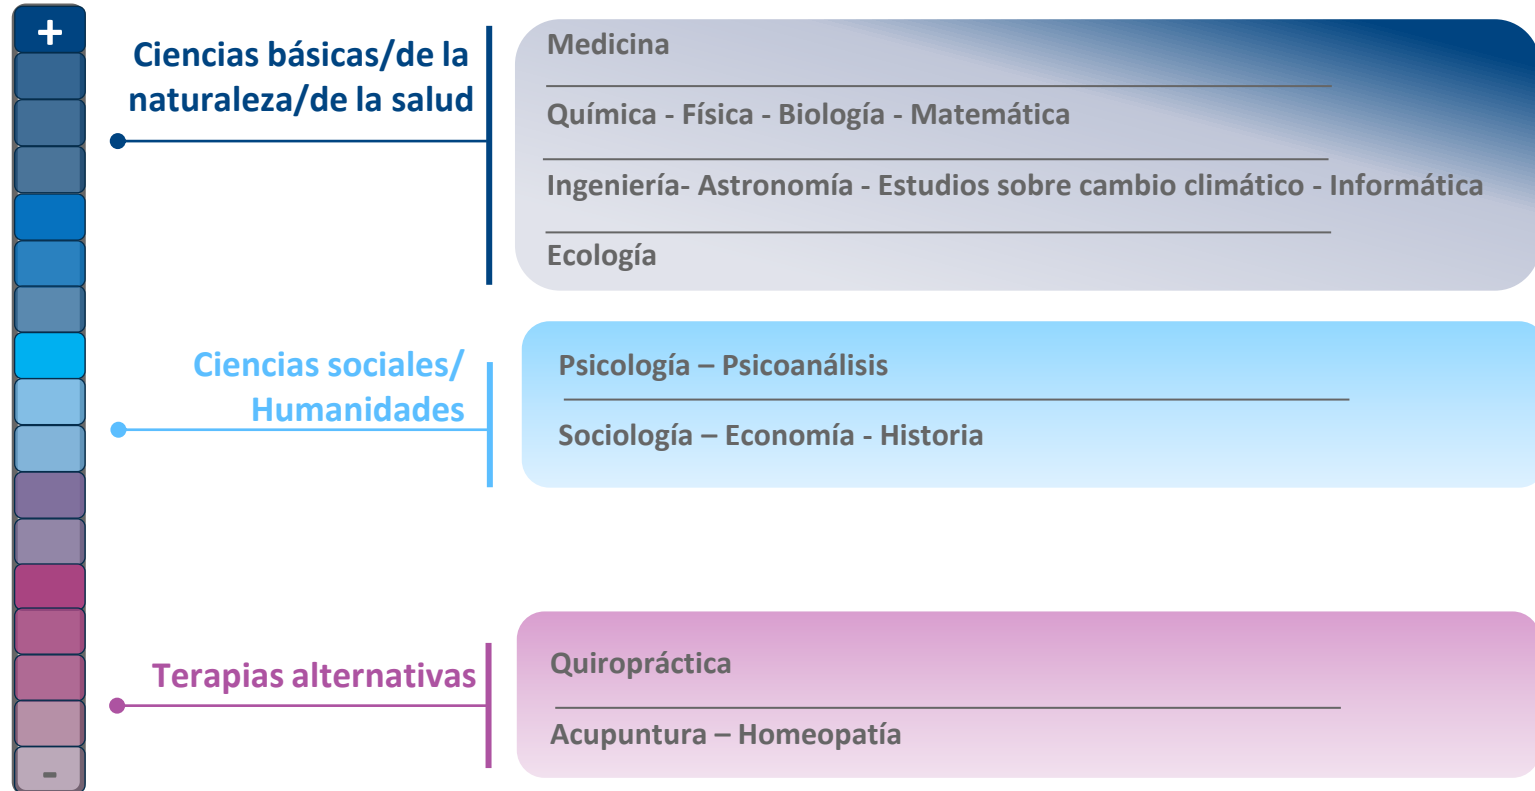 +
Ciencias básicas/de la
naturaleza/de la salud
Medicina
Química - Física - Biología - Matemática
Ingeniería- Astronomía - Estudios sobre cambio climático - Informática
Ecología
Ciencias sociales/
Humanidades
Psicología – Psicoanálisis
Sociología – Economía - Historia
Terapias alternativas
Quiropráctica
Acupuntura – Homeopatía
-